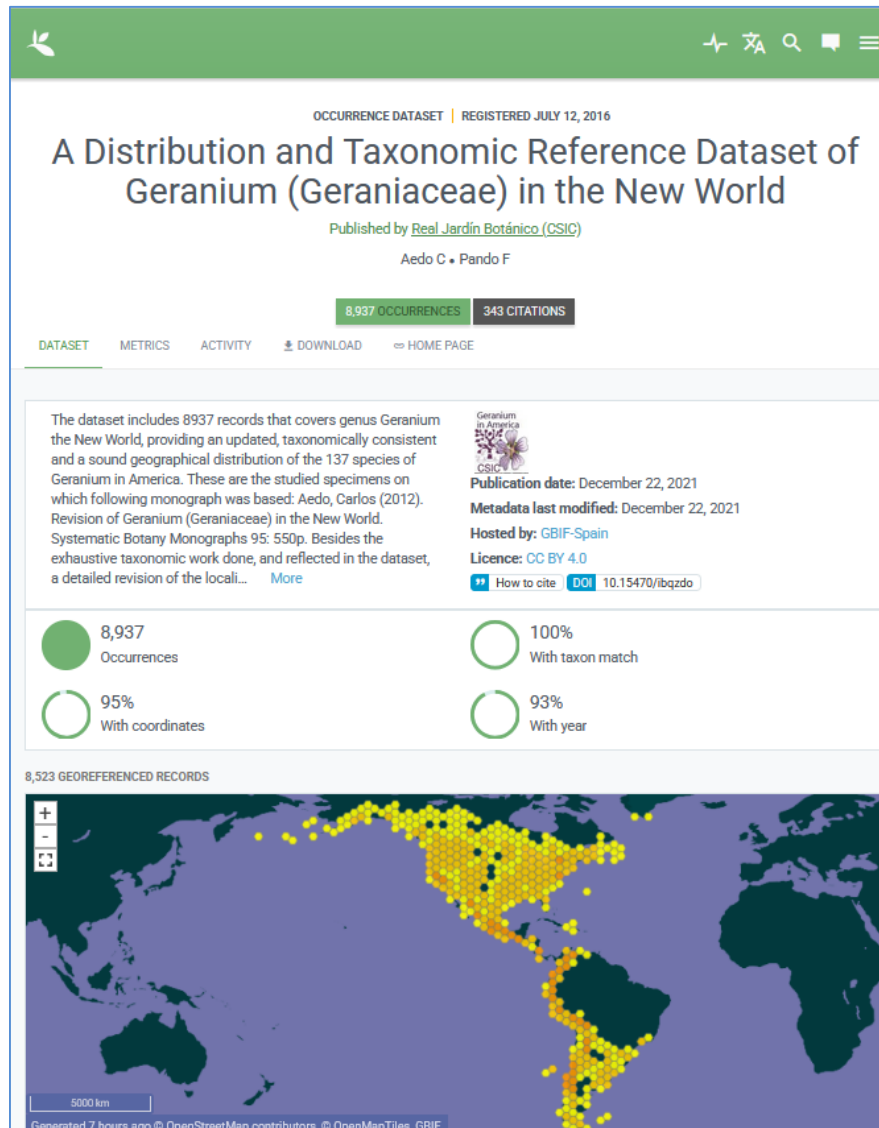 OCCURRENCE DATASET | REGISTERED JULY 12, 2016
A Distribution and Taxonomic Reference Dataset of
Geranium (Geraniaceae) in the New World
Published by Real Jardín Botánico (CSIC)
Aedo C • Pando F
8,937 OCCURRENCES 343 CITATIONS
DATASET METRICS ACTIVITY DOWNLOAD HOME PAGE
The dataset includes 8937 records that covers genus Geranium
the New World, providing an updated, taxonomically consistent
and a sound geographical distribution of the 137 species of
Geranium in America. These are the studied specimens on
which following monograph was based: Aedo, Carlos (2012).
Revision of Geranium (Geraniaceae) in the New World.
Systematic Botany Monographs 95: 550p. Besides the
exhaustive taxonomic work done, and reflected in the dataset,
a detailed revision of the locali... More
Geranium
in America
CSIC
Publication date: December 22, 2021
Metadata last modified: December 22, 2021
Hosted by: GBIF-Spain
Licence: CC BY 4.0
How to cite DOI 10.15470/ibqzdo
8,937
Occurrences
100%
With taxon match
95%
With coordinates
93%
With year
8,523 GEOREFERENCED RECORDS
+
-
5000 km
Generated 7 hours ago © OpenStreetMap contributors, © OpenMapTiles, GBIF